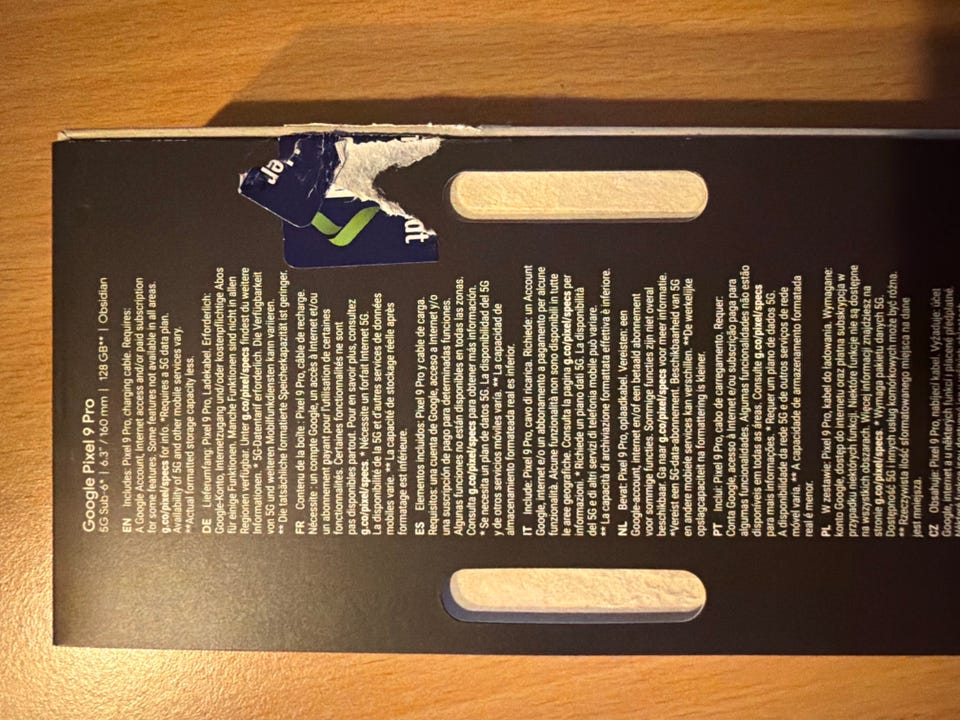 Google Pixel 9 Pro
5G Sub-6* | 6.3" / 160 mm | 128 GB** | Obsidian
EN Includes: Pixel 9 Pro, charging cable. Requires:
A Google Account, internet access and/or paid subscription
for some features. Some features not available in all areas.
g.co/pixel/specs for info. *Requires a 5G data plan.
Availability of 5G and other mobile services may vary.
**Actual formatted storage capacity less.
DE Lieferumfang: Pixel 9 Pro, Ladekabel. Erforderlich:
Google-Konto, Internetzugang und/oder kostenpflichtige Abos
für einige Funktionen. Manche Funktionen sind nicht in allen
Regionen verfügbar. Unter g.co/pixel/specs findest du weitere
Informationen. * 5G-Datentarif erforderlich. Die Verfügbarkeit
von 5G und weiteren Mobilfunkdiensten kann variieren.
** Die tatsächliche formatierte Speicherkapazität ist geringer.
FR Contenu de la boîte : Pixel 9 Pro, câble de recharge.
Nécessite : un compte Google, un accès à Internet et/ou
un abonnement payant pour l'utilisation de certaines
fonctionnalités. Certaines fonctionnalités ne sont
pas disponibles partout. Pour en savoir plus, consultez
g.co/pixel/specs. * Nécessite un forfait Internet 5G.
La disponibilité de la 5G et d'autres services de données
mobiles varie. ** La capacité de stockage réelle après
formatage est inférieure.
ES Elementos incluidos: Pixel 9 Pro y cable de carga.
Requisitos: una cuenta de Google, acceso a Internet y/o
una suscripción de pago para determinadas funciones.
Algunas funciones no están disponibles en todas las zonas.
Consulta g.co/pixel/specs para obtener más información.
* Se necesita un plan de datos 5G. La disponibilidad del 5G
y de otros servicios móviles varía. ** La capacidad de
almacenamiento formateada real es inferior.
IT Include: Pixel 9 Pro, cavo di ricarica. Richiede: un Account
Google, internet e/o un abbonamento a pagamento per alcune
funzionalità. Alcune funzionalità non sono disponibili in tutte
le aree geografiche. Consulta la pagina g.co/pixel/specs per
informazioni. * Richiede un piano dati 5G. La disponibilità
del 5G e di altri servizi di telefonia mobile può variare.
** La capacità di archiviazione formattata effettiva è inferiore.
NL Bevat: Pixel 9 Pro, oplaadkabel. Vereisten: een
Google-account, internet en/of betaald abonnement
voor sommige functies. Sommige functies zijn niet overal
beschikbaar. Ga naar g.co/pixel/specs voor meer informatie.
*Vereist een 5G-data-abonnement. Beschikbaarheid van 5G
en andere mobiele services kan verschillen. **De werkelijke
opslagcapaciteit na formattering is kleiner.
PT Inclui: Pixel 9 Pro, cabo de carregamento. Requer:
Conta Google, acesso à Internet e/ou subscrição paga para
algumas funcionalidades. Algumas funcionalidades não estão
disponíveis em todas as áreas. Consulte g.co/pixel/specs
para mais informações. * Requer um plano de dados 5G.
A disponibilidade da rede 5G e de outros serviços de rede
móvel varia. ** A capacidade de armazenamento formatada
real é menor.
PL W zestawie: Pixel 9 Pro, kabel do ładowania. Wymagane:
konto Google, dostęp do internetu i/lub płatna subskrypcja w
przypadku niektórych funkcji. Niektóre funkcje nie są dostępne
na wszystkich obszarach. Więcej informacji znajdziesz na
stronie g.co/pixel/specs. * Wymaga pakietu danych 5G.
Dostępność 5G i innych usług komórkowych może być różna.
** Rzeczywista ilość sformatowanego miejsca na dane
jest mniejsza.
CZ Obsahuje: Pixel 9 Pro, nabíjecí kabel. Vyžaduje: účet
Google, internet a u některých funkcí placené předplatné.